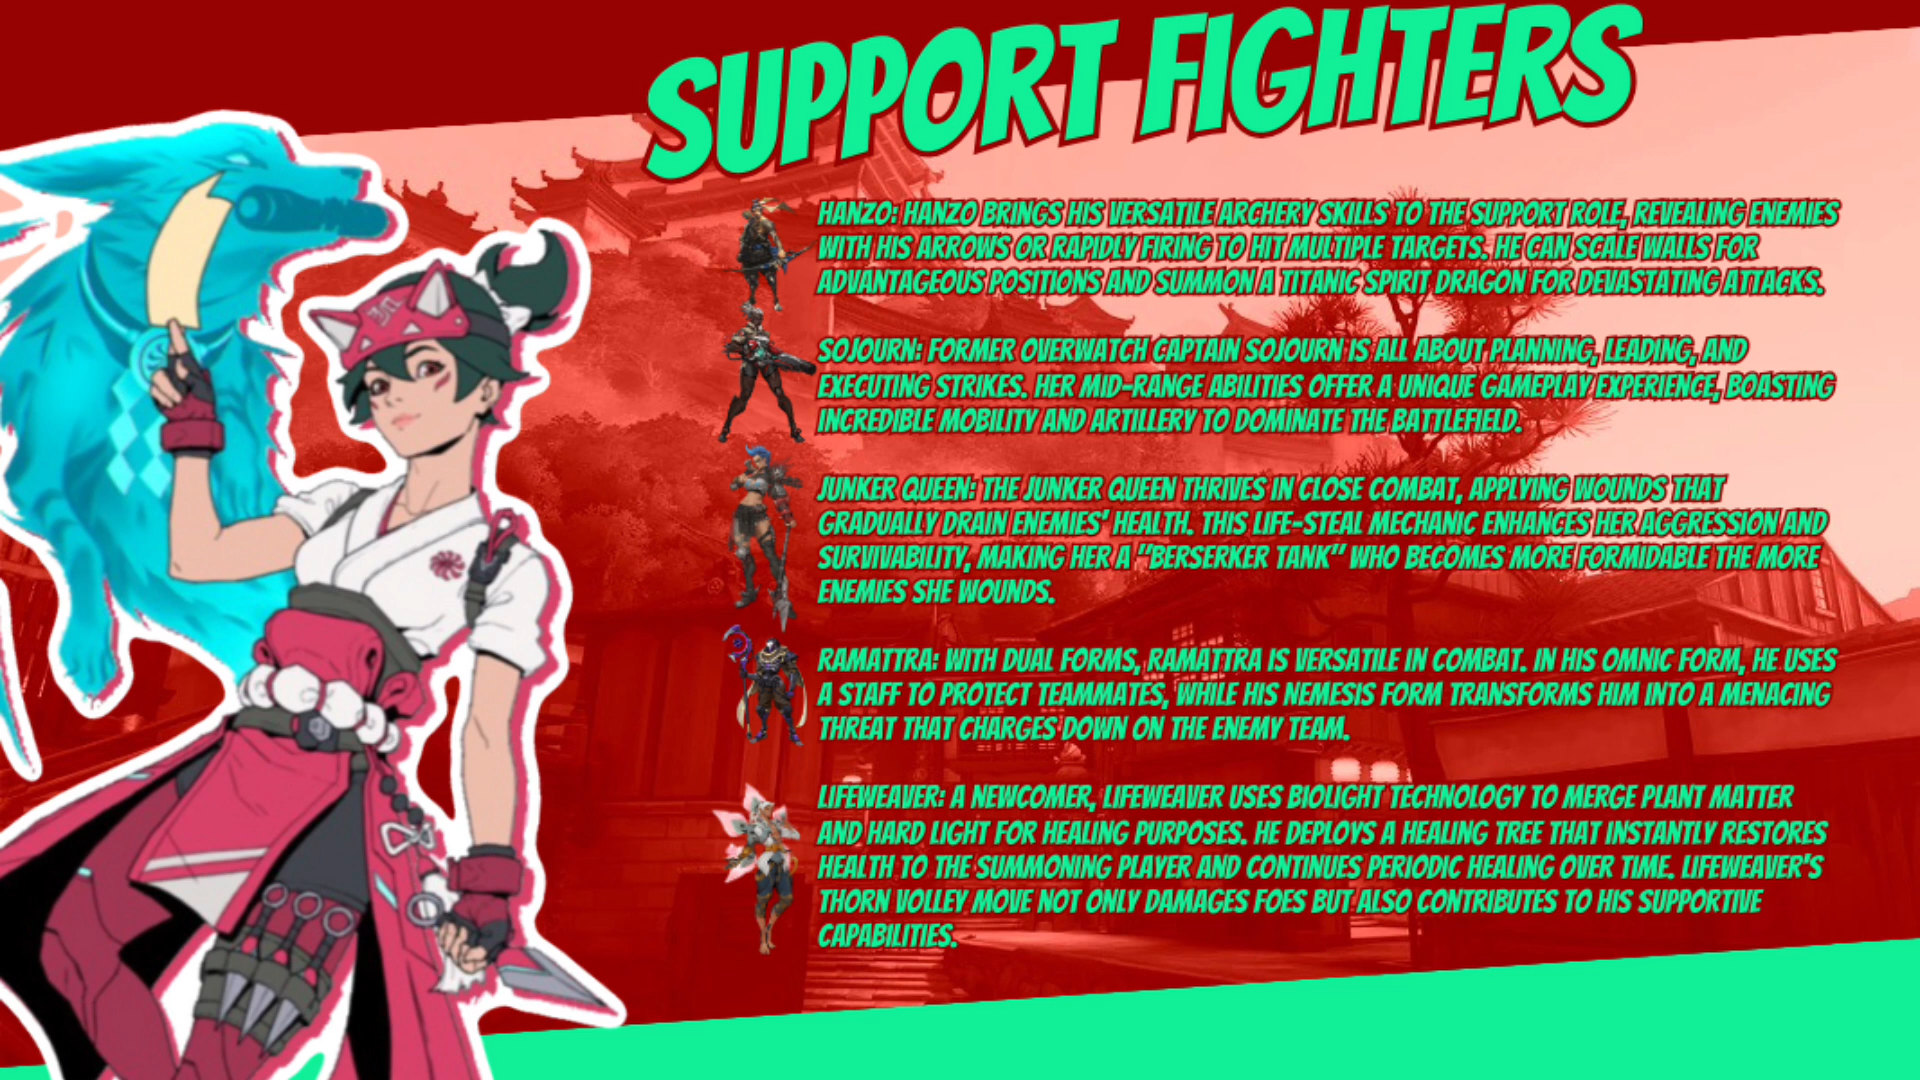 SUPPORT FIGHTERS
HANZO: HANZO BRINGS HIS VERSATILE ARCHERY SKILLS TO THE SUPPORT ROLE, REVEALING ENEMIES
WITH HIS ARROWS OR RAPIDLY FIRING TO HIT MULTIPLE TARGETS. HE CAN SCALE WALLS FOR
ADVANTAGEOUS POSITIONS AND SUMMON A TITANIC SPIRIT DRAGON FOR DEVASTATING ATTACKS.
SOJOURN: FORMER OVERWATCH CAPTAIN SOJOURN IS ALL ABOUT PLANNING, LEADING, AND
EXECUTING STRIKES. HER MID-RANGE ABILITIES OFFER A UNIQUE GAMEPLAY EXPERIENCE, BOASTING
INCREDIBLE MOBILITY AND ARTILLERY TO DOMINATE THE BATTLEFIELD.
JUNKER QUEEN: THE JUNKER QUEEN THRIVES IN CLOSE COMBAT, APPLYING WOUNDS THAT
GRADUALLY DRAIN ENEMIES' HEALTH. THIS LIFE-STEAL MECHANIC ENHANCES HER AGGRESSION AND
SURVIVABILITY, MAKING HER A "BERSERKER TANK" WHO BECOMES MORE FORMIDABLE THE MORE
ENEMIES SHE WOUNDS.
RAMATTRA: WITH DUAL FORMS, RAMATTRA IS VERSATILE IN COMBAT. IN HIS OMNIC FORM, HE USES
A STAFF TO PROTECT TEAMMATES, WHILE HIS NEMESIS FORM TRANSFORMS HIM INTO A MENACING
THREAT THAT CHARGES DOWN ON THE ENEMY TEAM.
LIFEWEAVER: A NEWCOMER, LIFEWEAVER USES BIOLIGHT TECHNOLOGY TO MERGE PLANT MATTER
AND HARD LIGHT FOR HEALING PURPOSES. HE DEPLOYS A HEALING TREE THAT INSTANTLY RESTORES
HEALTH TO THE SUMMONING PLAYER AND CONTINUES PERIODIC HEALING OVER TIME. LIFEWEAVER'S
THORN VOLLEY MOVE NOT ONLY DAMAGES FOES BUT ALSO CONTRIBUTES TO HIS SUPPORTIVE
CAPABILITIES.